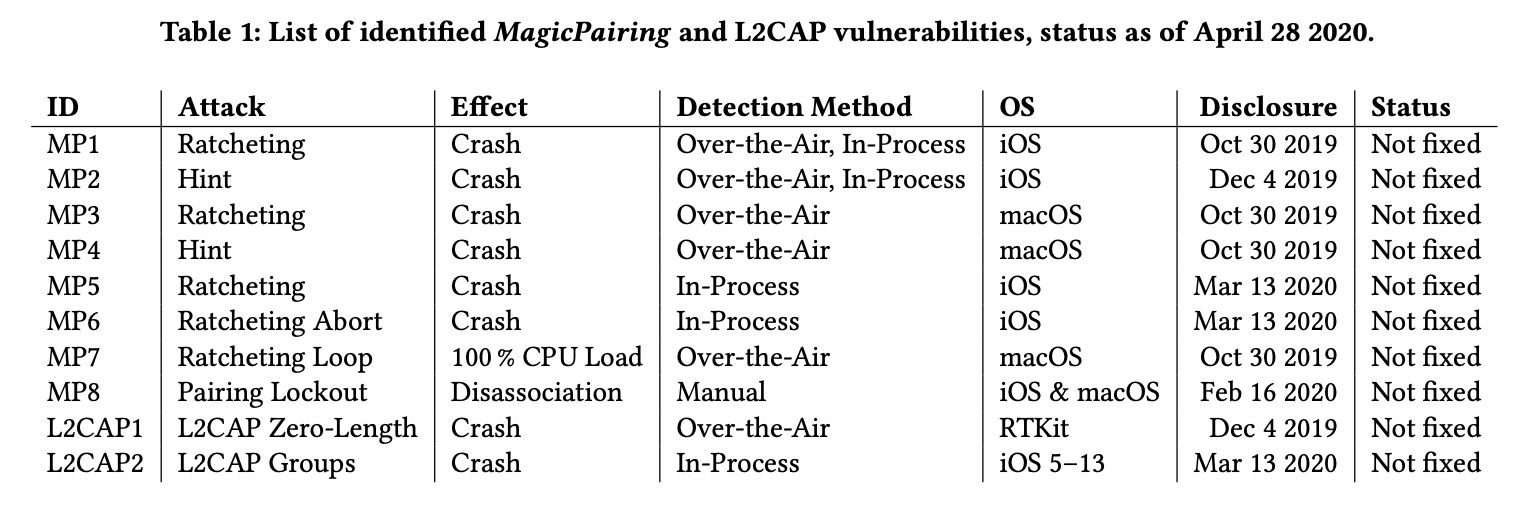 Table 1: List of identified MagicPairing and L2CAP vulnerabilities, status as of April 28 2020.
ID Attack Effect Detection Method OS Disclosure Status
MP1 Ratcheting Crash Over-the-Air, In-Process iOS Oct 30 2019 Not fixed
MP2 Hint Crash Over-the-Air, In-Process iOS Dec 4 2019 Not fixed
MP3 Ratcheting Crash Over-the-Air macOS Oct 30 2019 Not fixed
MP4 Hint Crash Over-the-Air macOS Oct 30 2019 Not fixed
MP5 Ratcheting Crash In-Process iOS Mar 13 2020 Not fixed
MP6 Ratcheting Abort Crash In-Process iOS Mar 13 2020 Not fixed
MP7 Ratcheting Loop 100 % CPU Load Over-the-Air macOS Oct 30 2019 Not fixed
MP8 Pairing Lockout Disassociation Manual iOS & macOS Feb 16 2020 Not fixed
L2CAP1 L2CAP Zero-Length Crash Over-the-Air RTKit Dec 4 2019 Not fixed
L2CAP2 L2CAP Groups Crash In-Process iOS 5–13 Mar 13 2020 Not fixed